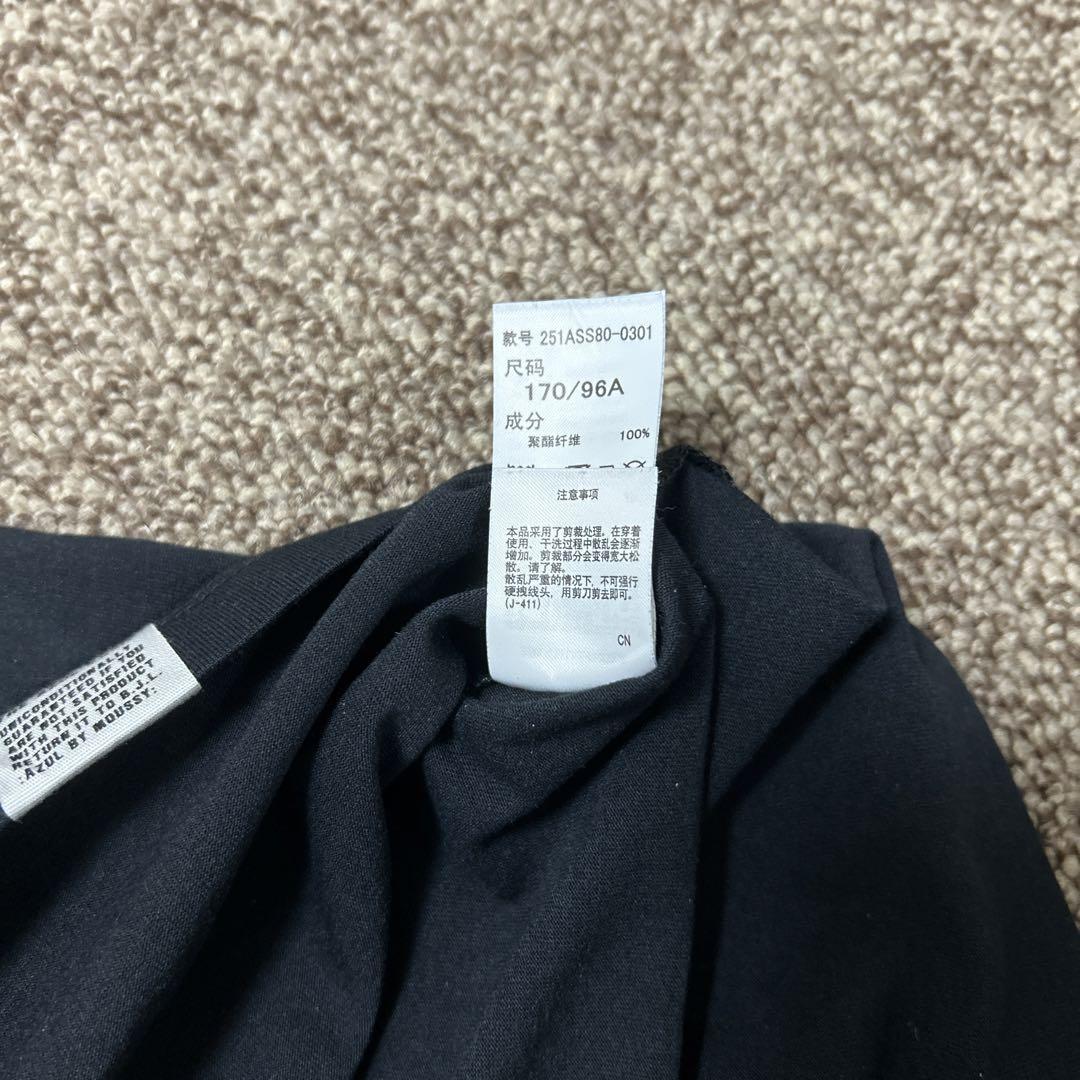 款号 251ASS80-0301
尺码
170/96A
成分
聚酯纤维 100%
注意事项
本品采用了剪裁处理。在穿着
使用、干洗过程中散乱会逐渐
增加。剪裁部分会变得宽大松
散。请了解。
散乱严重的情况下,不可强行
硬拽线头,用剪刀剪去即可。
(J-411)
CN
UNICONDITIONALLY
GUARANTEED IF YOU
ARE NOT SATISFIED
WITH THIS PRODUCT
RETURN IT TO B.J.L.
:AZUL BY MOUSSY: